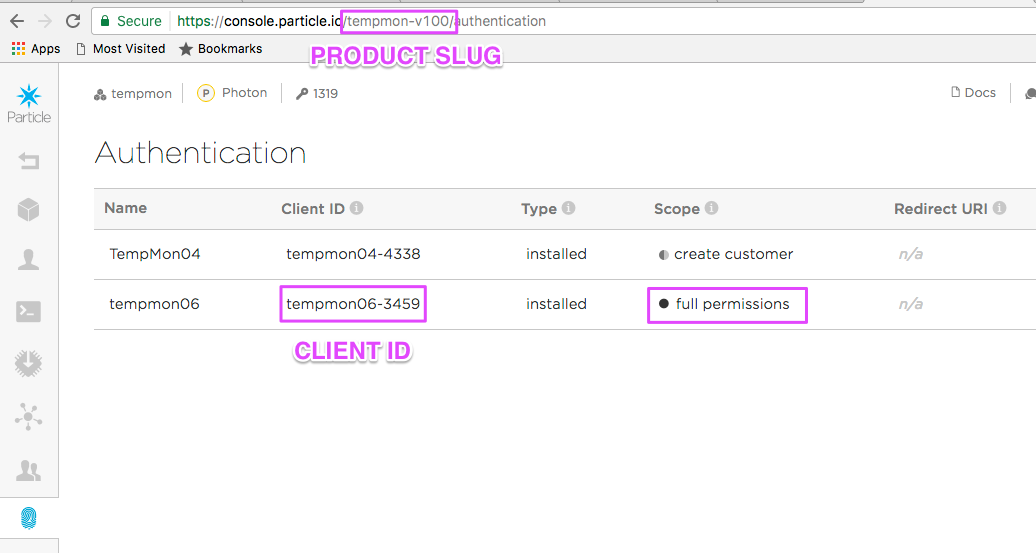 Secure https://console.particle.io/tempmon-v100/authentication
Apps Most Visited Bookmarks
PRODUCT SLUG
tempmon P Photon 1319 Docs
Particle
Authentication
Name Client ID Type Scope Redirect URI
TempMon04 tempmon04-4338 installed create customer n/a
tempmon06 tempmon06-3459 installed full permissions n/a
CLIENT ID